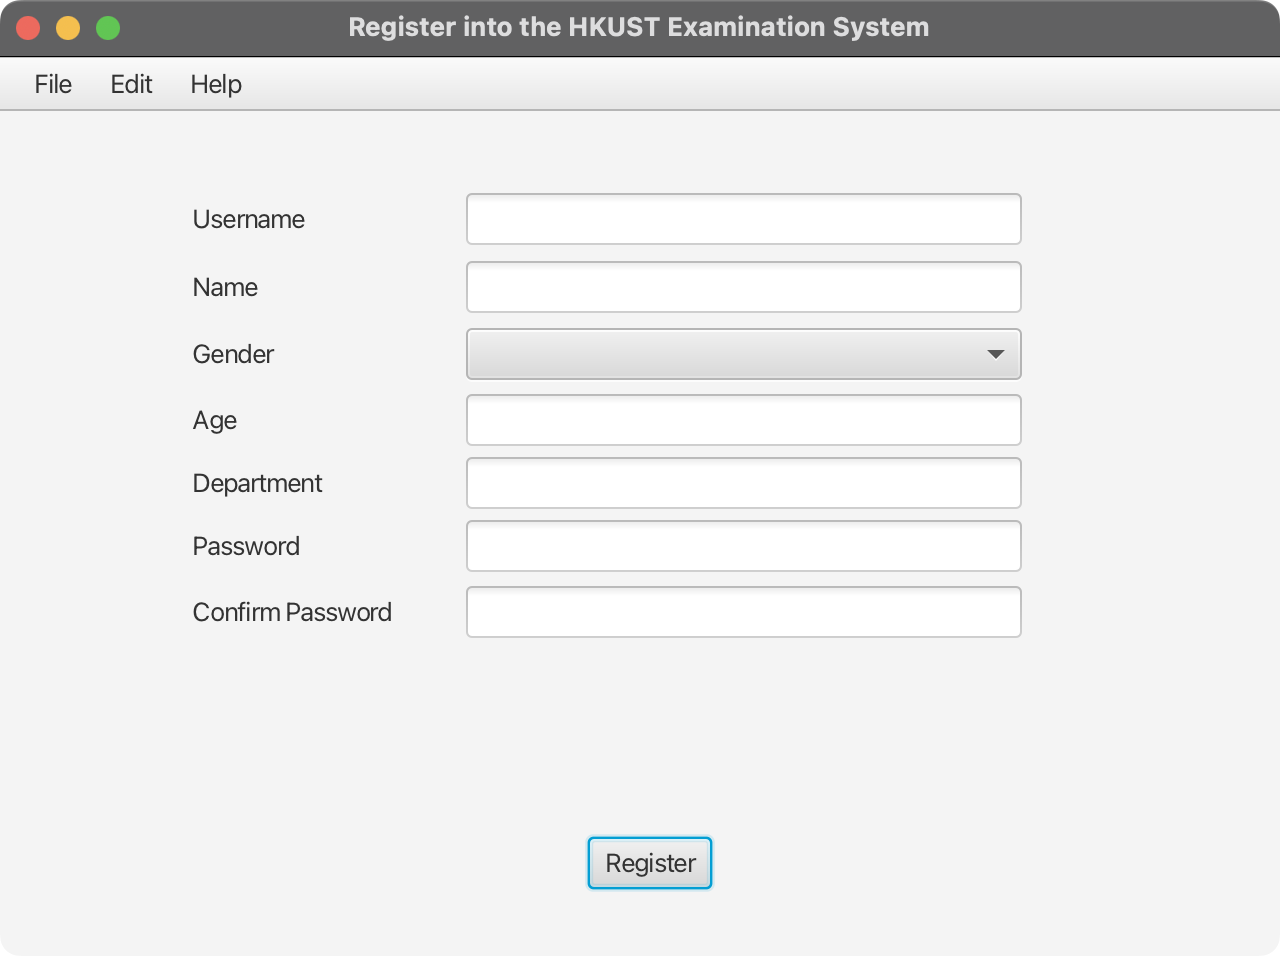 Register into the HKUST Examination System
File Edit Help
Username
Name
Gender
Age
Department
Password
Confirm Password
Register